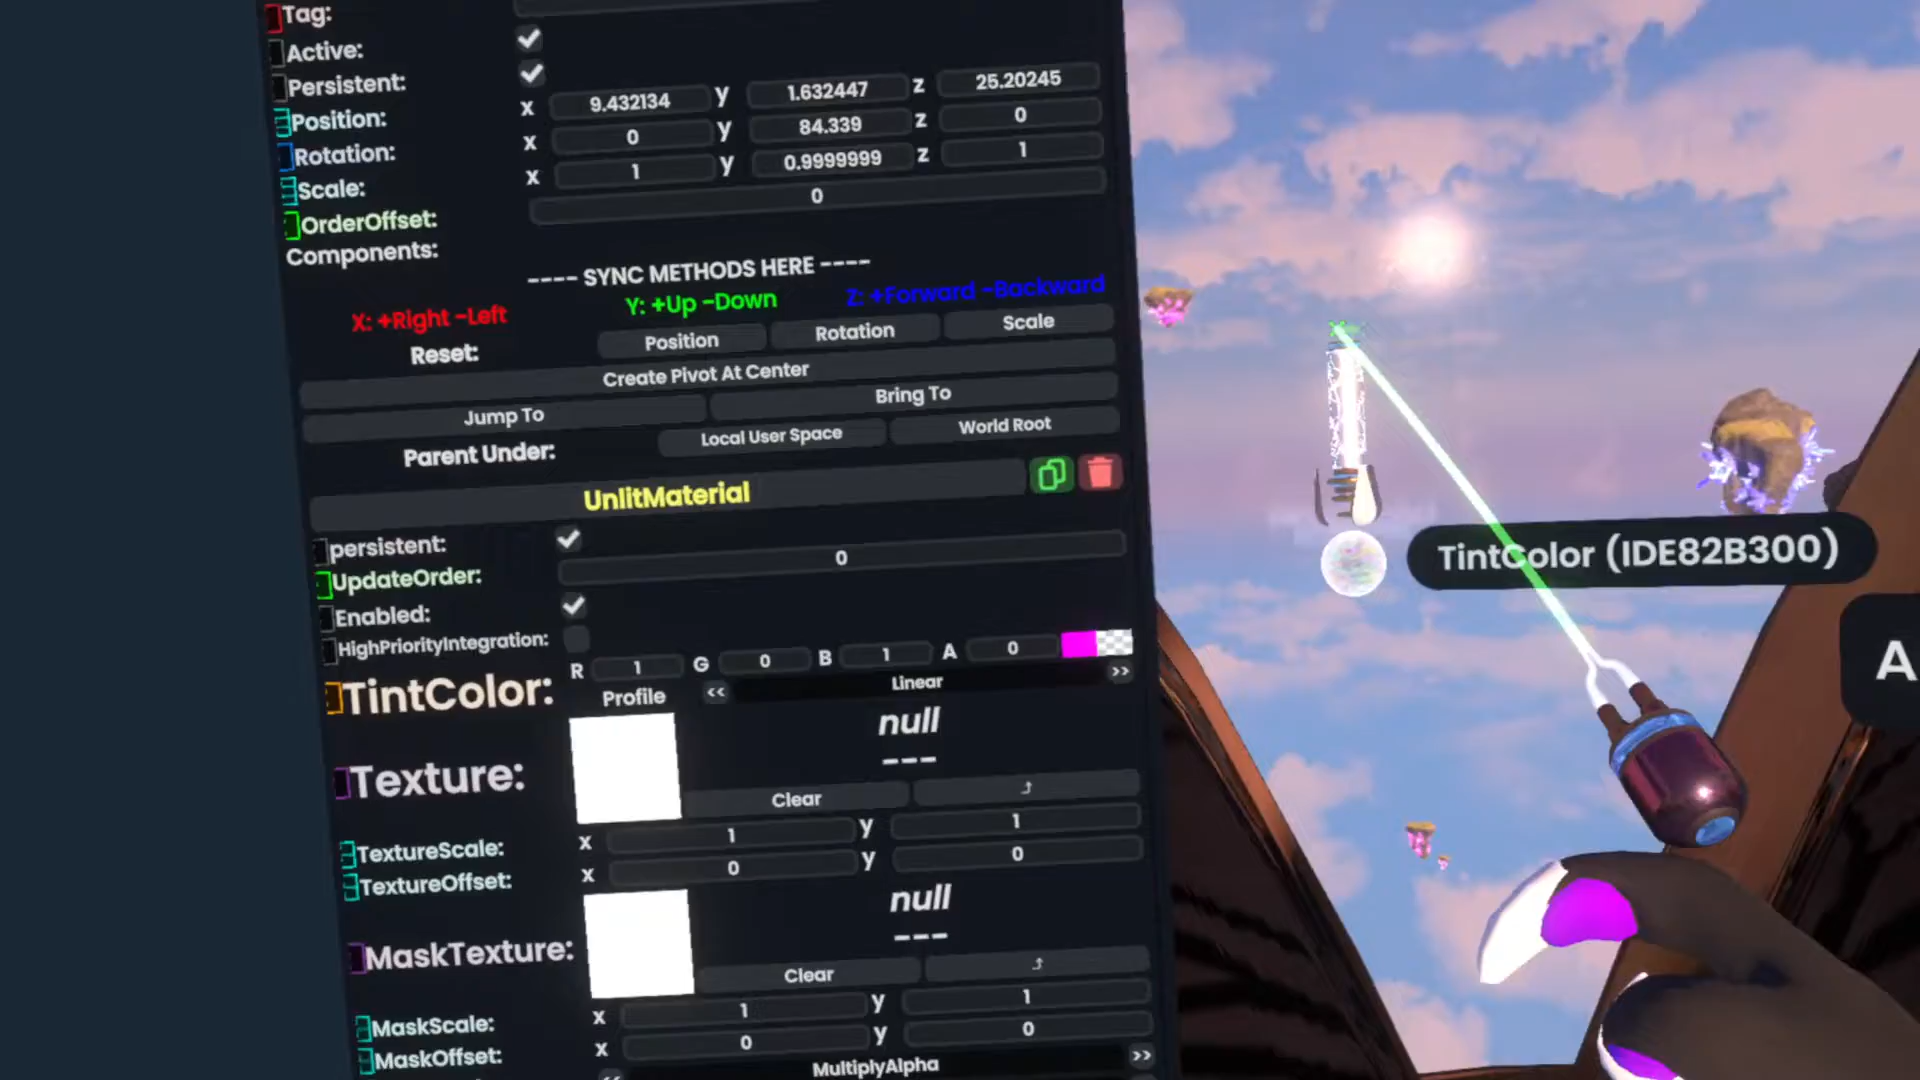 Tag:
Active:
Persistent:
Position: x 9.432134 y 1.632447 z 25.20245
Rotation: x 0 y 84.339 z 0
Scale: x 1 y 0.9999999 z 1
OrderOffset: 0
Components:
---- SYNC METHODS HERE ----
X: +Right -Left Y: +Up -Down Z: +Forward -Backward
Reset: Position Rotation Scale
Create Pivot At Center
Jump To Bring To
Parent Under: Local User Space World Root
UnlitMaterial
persistent:
UpdateOrder: 0
Enabled:
HighPriorityIntegration:
TintColor: R 1 G 0 B 1 A 0
Profile << Linear >>
Texture: null
---
Clear
TextureScale: x 1 y 1
TextureOffset: x 0 y 0
MaskTexture: null
---
Clear
MaskScale: x 1 y 1
MaskOffset: x 0 y 0
<< MultiplyAlpha >>
TintColor (IDE82B300)
A